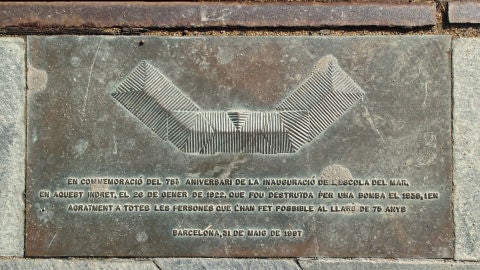 EN COMMEMORACIÓ DEL 75è ANIVERSARI DE LA INAUGURACIÓ DE L'ESCOLA DEL MAR,
EN AQUEST INDRET, EL 26 DE GENER DE 1922, QUE FOU DESTRUIDA PER UNA BOMBA EL 1938, I EN
AGRAÏMENT A TOTES LES PERSONES QUE L'HAN FET POSSIBLE AL LLARG DE 75 ANYS
BARCELONA, 31 DE MAIG DE 1997